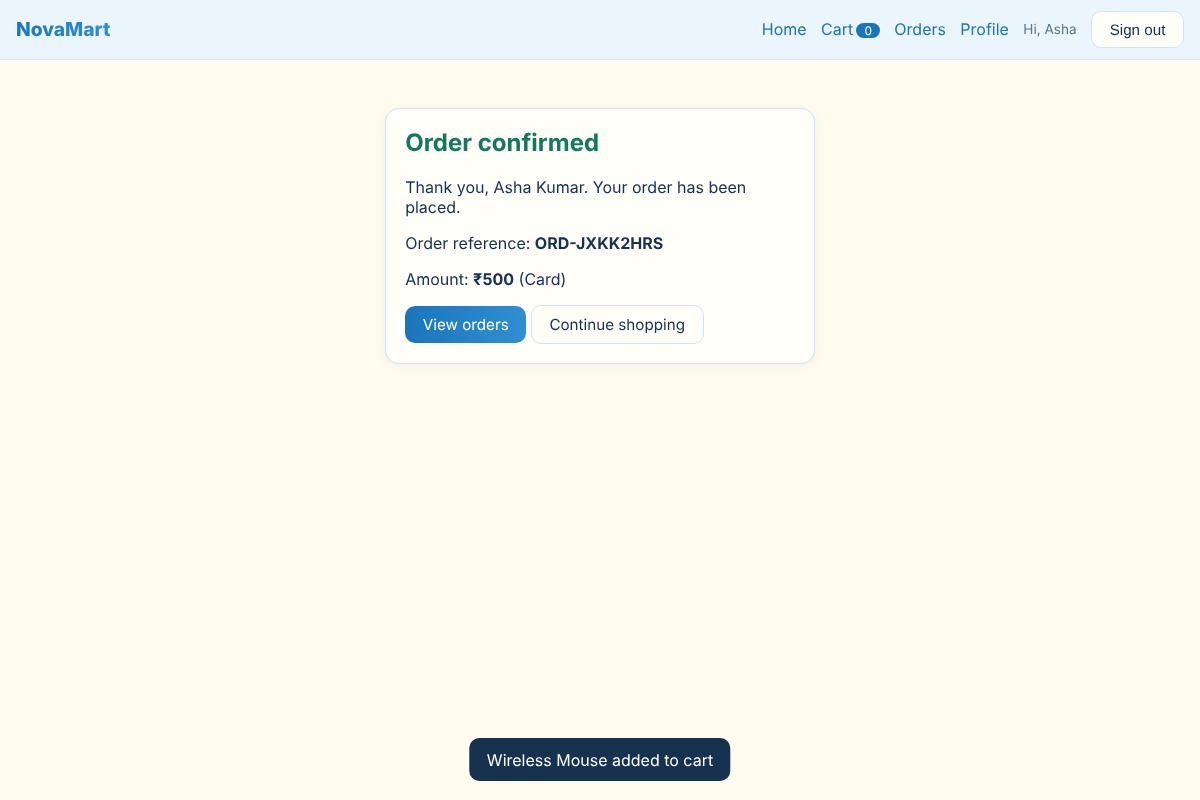 NovaMart
Home Cart 0 Orders Profile Hi, Asha Sign out
Order confirmed
Thank you, Asha Kumar. Your order has been
placed.
Order reference: ORD-JXKK2HRS
Amount: ₹500 (Card)
View orders Continue shopping
Wireless Mouse added to cart